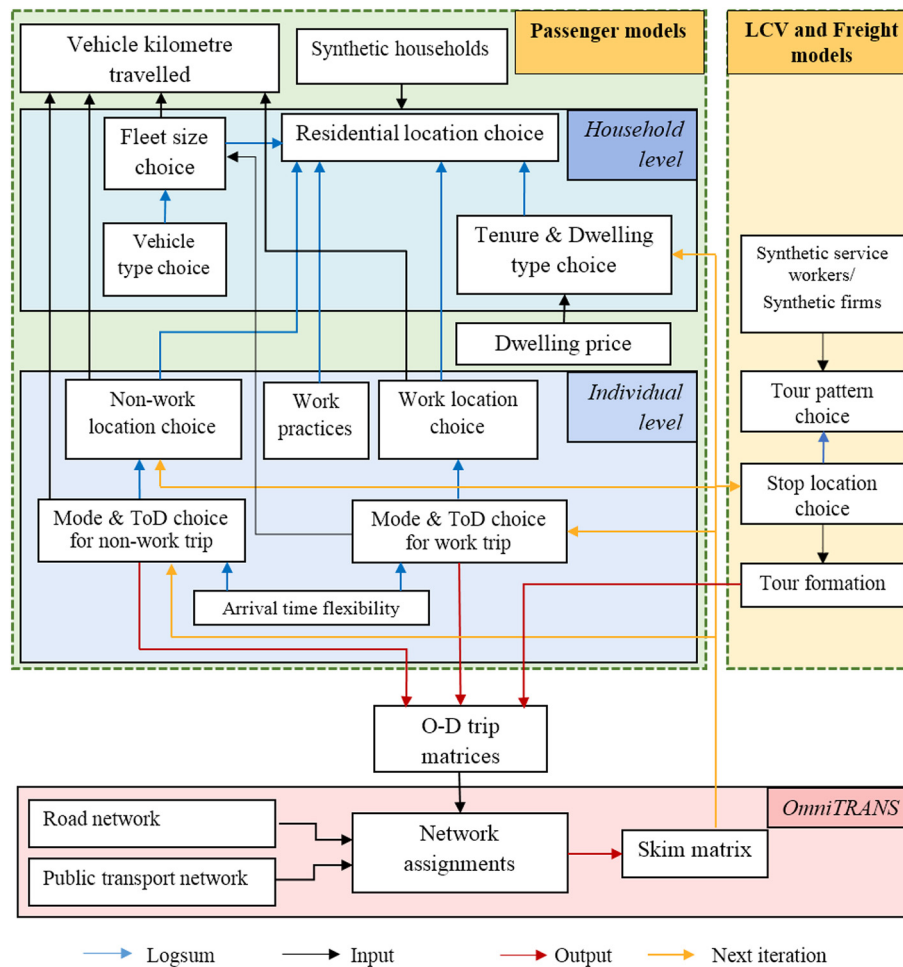 Vehicle kilometre
travelled
Synthetic households
Passenger models
LCV and Freight
models
Fleet size
choice
Residential location choice
Household
level
Vehicle
type choice
Tenure & Dwelling
type choice
Synthetic service
workers/
Synthetic firms
Dwelling price
Non-work
location choice
Work
practices
Work location
choice
Individual
level
Tour pattern
choice
Stop location
choice
Mode & ToD choice
for non-work trip
Mode & ToD choice
for work trip
Tour formation
Arrival time flexibility
O-D trip
matrices
OmniTRANS
Road network
Network
assignments
Skim matrix
Public transport network
Logsum
Input
Output
Next iteration